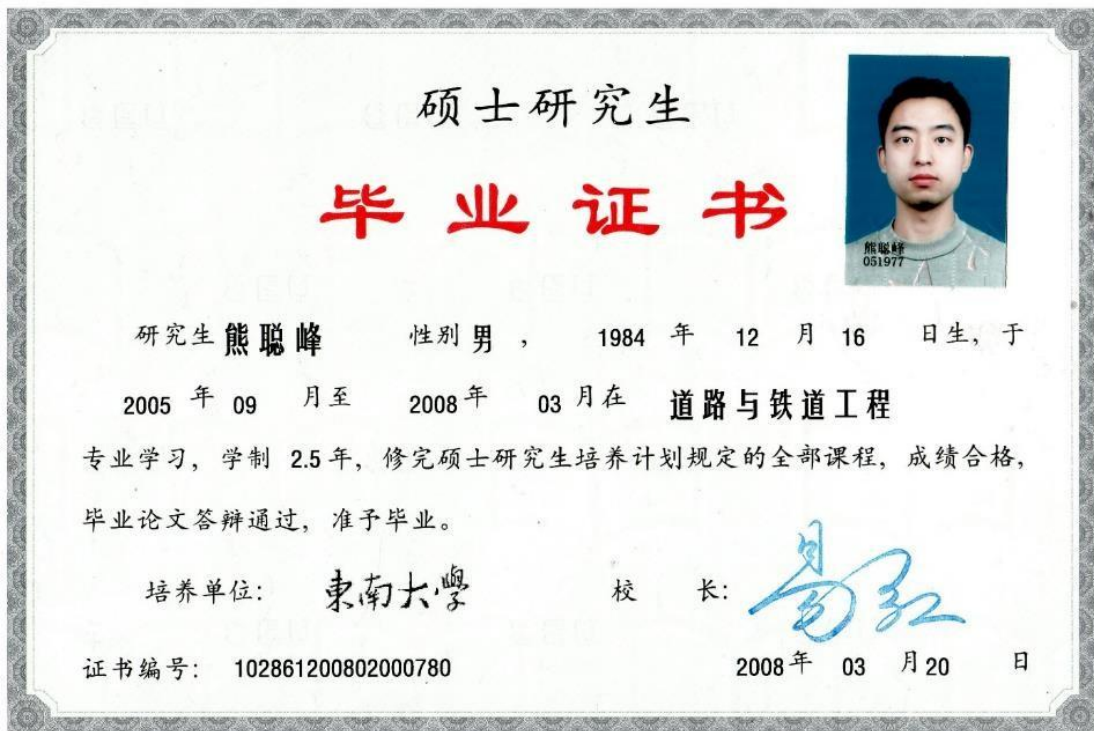 硕士研究生
毕业证书
熊聪峰
051977
研究生 熊聪峰 性别 男 , 1984 年 12 月 16 日生, 于
2005 年 09 月至 2008 年 03 月在 道路与铁道工程
专业学习, 学制 2.5 年, 修完硕士研究生培养计划规定的全部课程, 成绩合格,
毕业论文答辩通过, 准予毕业。
培养单位: 東南大學 校 长: 易红
证书编号: 102861200802000780 2008 年 03 月 20 日